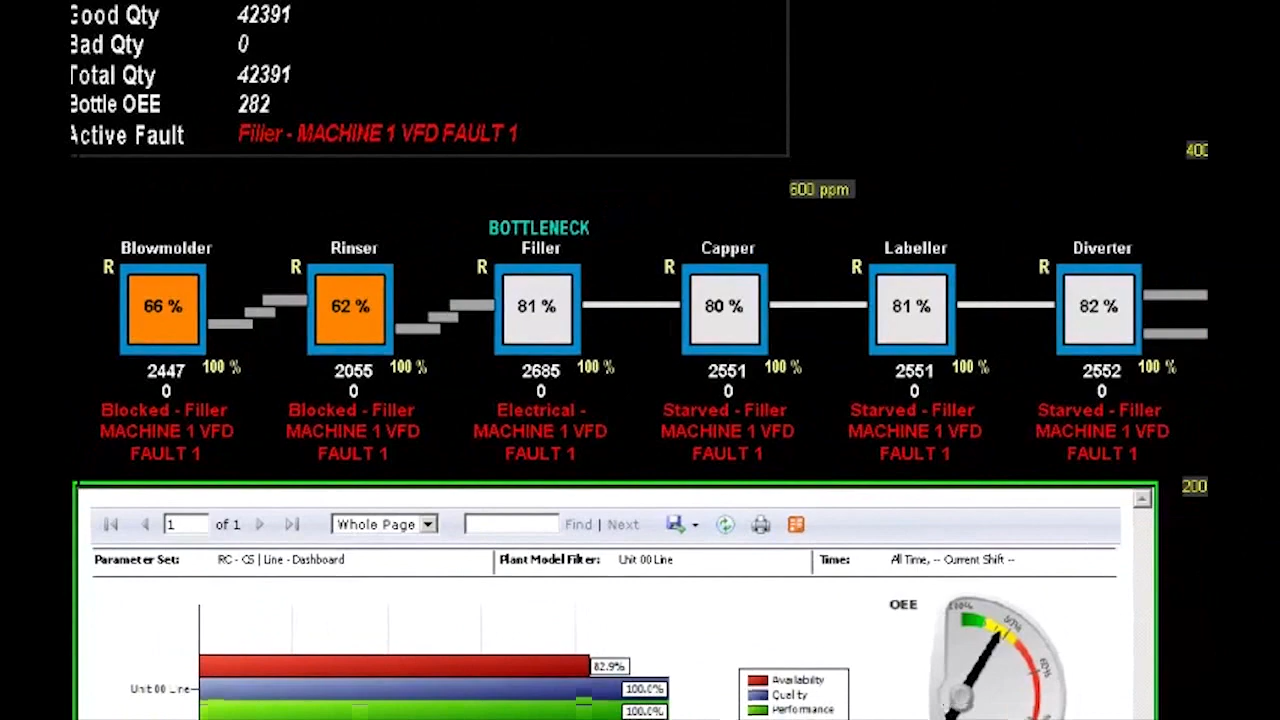 Good Qty 42391
Bad Qty 0
Total Qty 42391
Bottle OEE 282
Active Fault Filler - MACHINE 1 VFD FAULT 1
400
600 ppm
BOTTLENECK
Blowmolder Rinser Filler Capper Labeller Diverter
R R R R R R
66 % 62 % 81 % 80 % 81 % 82 %
2447 100 % 2055 100 % 2685 100 % 2551 100 % 2551 100 % 2552 100 %
0 0 0 0 0 0
Blocked - Filler Blocked - Filler Electrical - Starved - Filler Starved - Filler Starved - Filler
MACHINE 1 VFD MACHINE 1 VFD MACHINE 1 VFD MACHINE 1 VFD MACHINE 1 VFD MACHINE 1 VFD
FAULT 1 FAULT 1 FAULT 1 FAULT 1 FAULT 1 FAULT 1
200
1 of 1 Whole Page Find | Next
Parameter Set: RC - CS | Line - Dashboard Plant Model Filter: Unit 00 Line Time: All Time, -- Current Shift --
OEE
100%
82.9%
Availability
Unit 00 Line 100.0% Quality
100.0% Performance